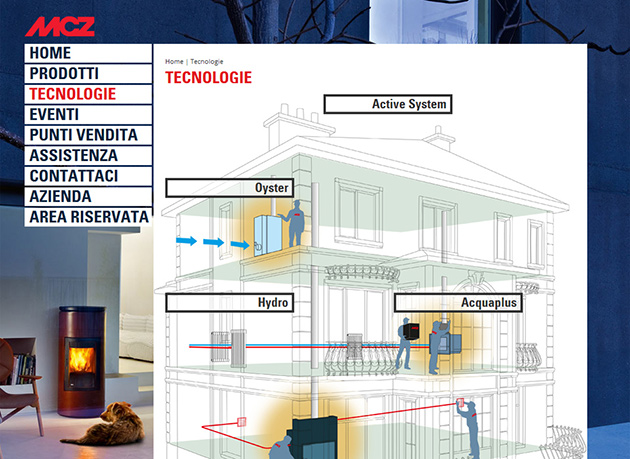 MCZ
HOME
PRODOTTI
TECNOLOGIE
EVENTI
PUNTI VENDITA
ASSISTENZA
CONTATTACI
AZIENDA
AREA RISERVATA
Home | Tecnologie
TECNOLOGIE
Active System
Oyster
Hydro
Acquaplus